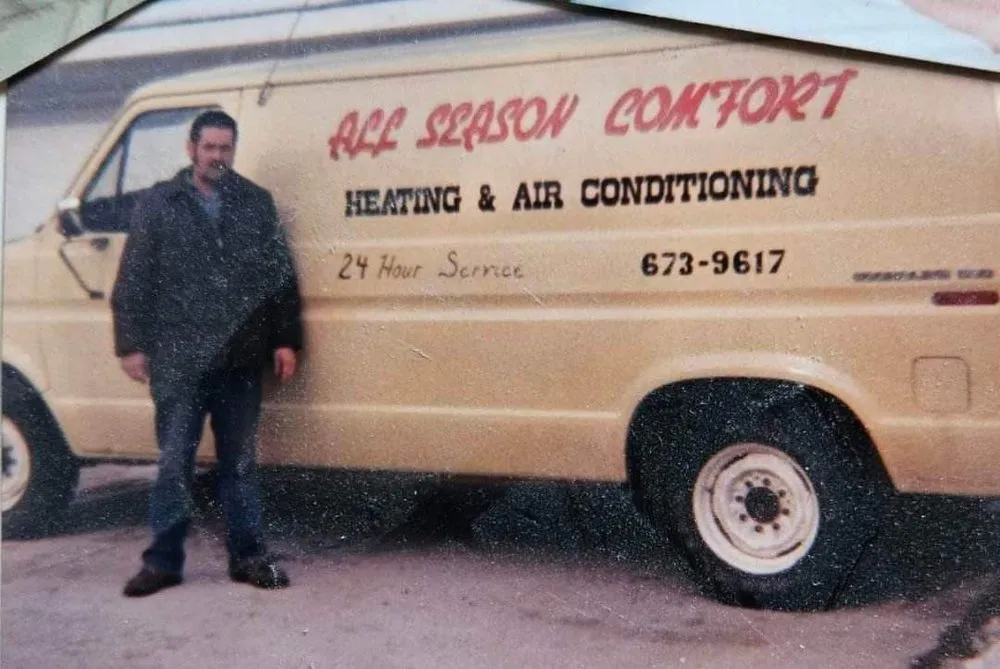 ALL SEASON COMFORT
HEATING & AIR CONDITIONING
24 Hour Service
673-9617